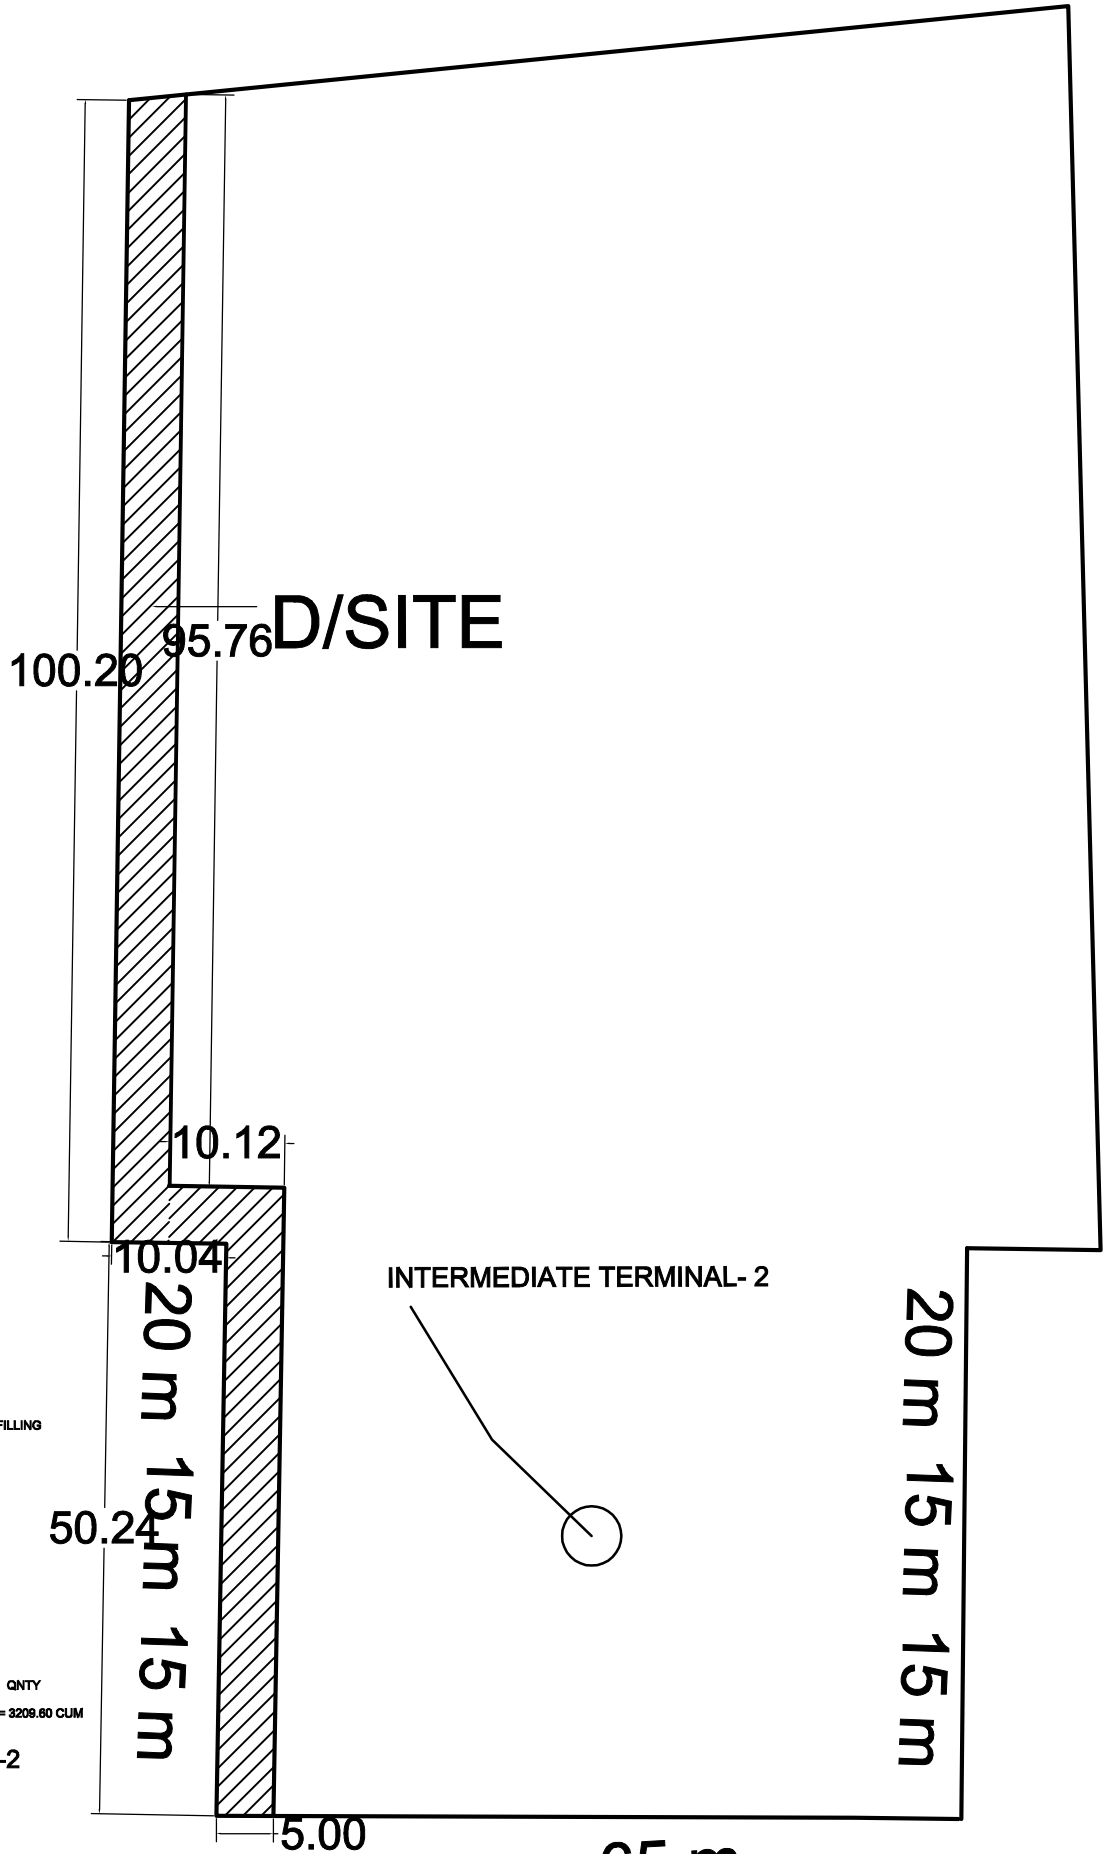 D/SITE
95.76
100.20
10.12
10.04
INTERMEDIATE TERMINAL- 2
20 m 15 m 15 m
20 m 15 m 15 m
FILLING
50.24
QNTY
= 3209.60 CUM
-2
5.00